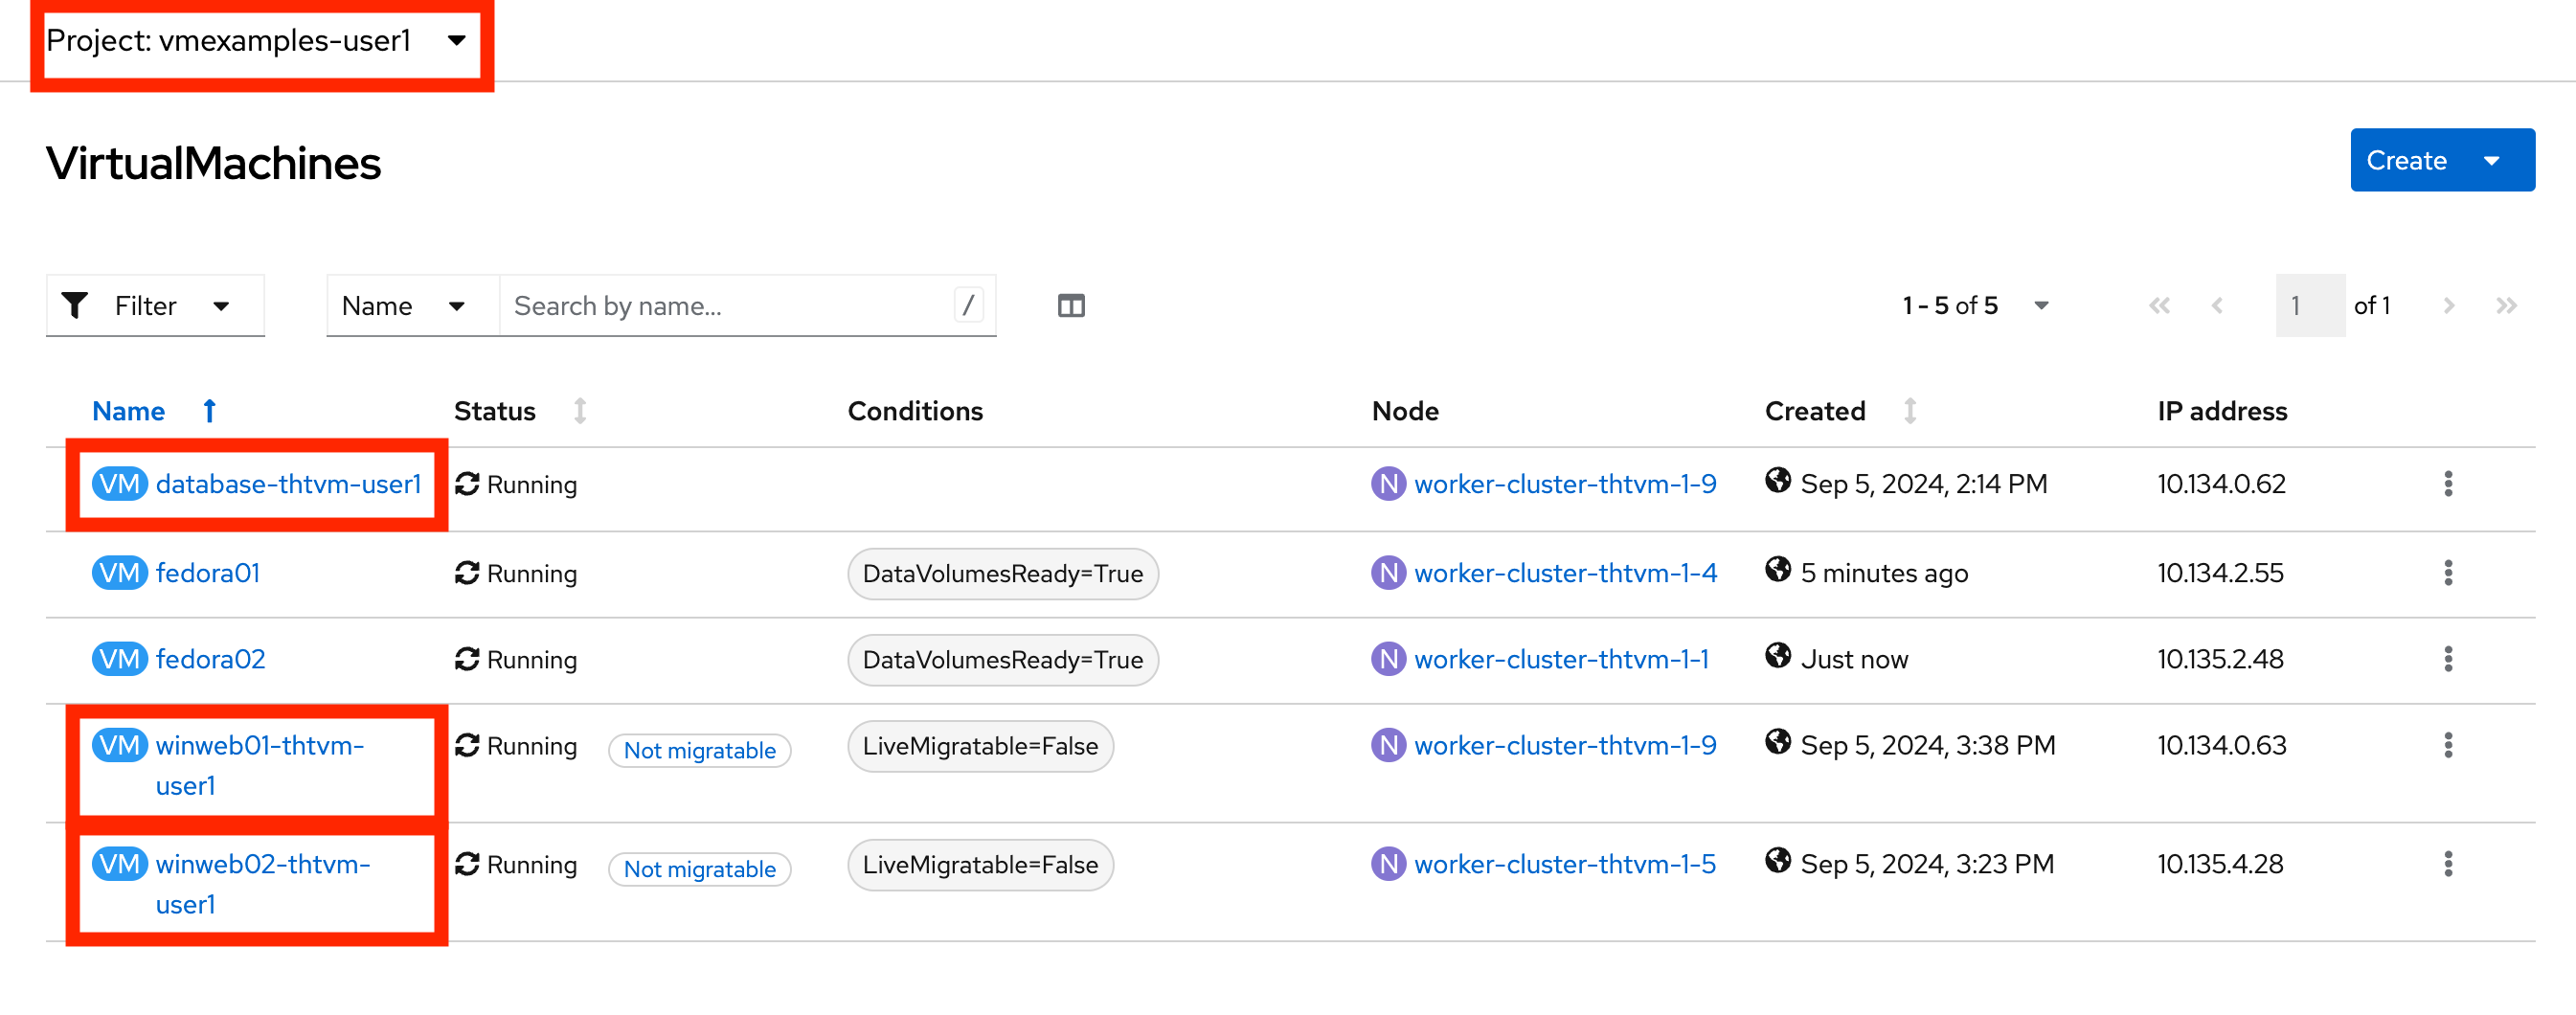 Project: vmexamples-user1
VirtualMachines
Create
Filter Name Search by name... / 1 - 5 of 5 1 of 1
Name Status Conditions Node Created IP address
VM database-thtvm-user1 Running N worker-cluster-thtvm-1-9 Sep 5, 2024, 2:14 PM 10.134.0.62
VM fedora01 Running DataVolumesReady=True N worker-cluster-thtvm-1-4 5 minutes ago 10.134.2.55
VM fedora02 Running DataVolumesReady=True N worker-cluster-thtvm-1-1 Just now 10.135.2.48
VM winweb01-thtvm- Running Not migratable LiveMigratable=False N worker-cluster-thtvm-1-9 Sep 5, 2024, 3:38 PM 10.134.0.63
user1
VM winweb02-thtvm- Running Not migratable LiveMigratable=False N worker-cluster-thtvm-1-5 Sep 5, 2024, 3:23 PM 10.135.4.28
user1